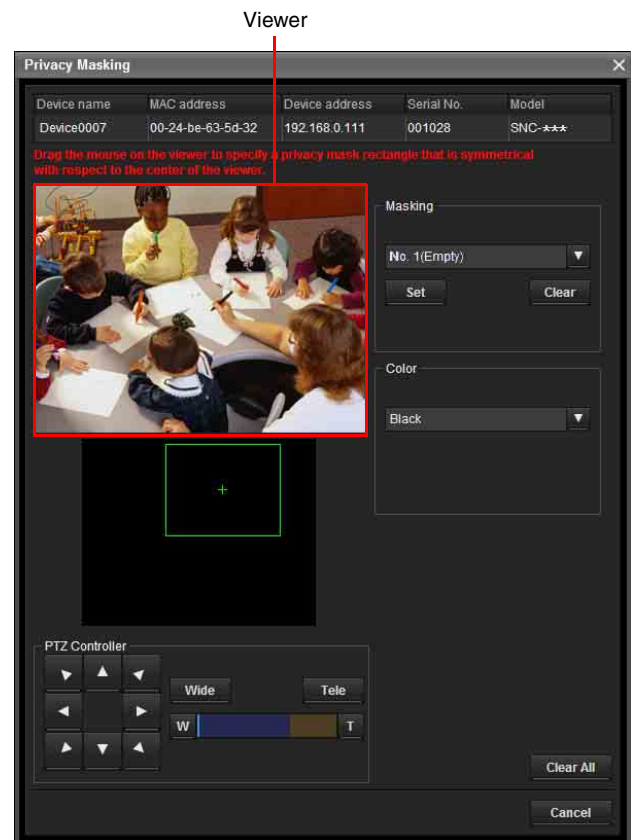 Viewer
Privacy Masking
Device name MAC address Device address Serial No. Model
Device0007 00-24-be-63-5d-32 192.168.0.111 001028 SNC-***
Drag the mouse on the viewer to specify a privacy mask rectangle that is symmetrical
with respect to the center of the viewer.
Masking
No. 1(Empty)
Set Clear
Color
Black
PTZ Controller
Wide Tele
W T
Clear All
Cancel